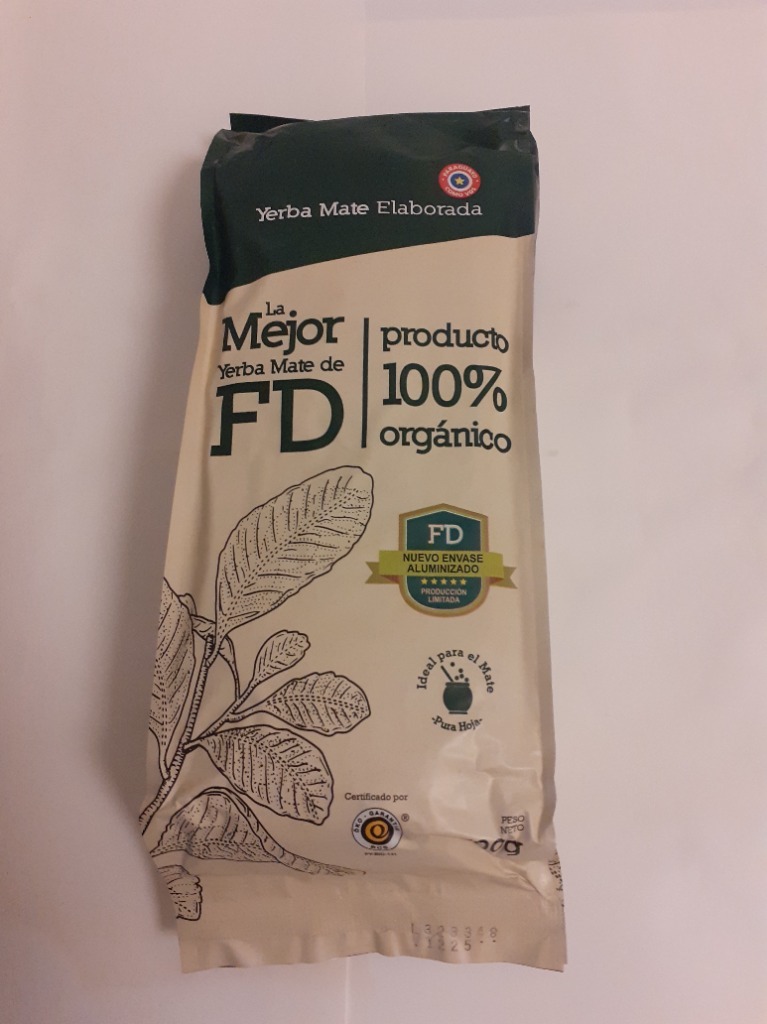 Yerba Mate Elaborada
La
Mejor
Yerba Mate de
FD
producto
100%
orgánico
FD
NUEVO ENVASE
ALUMINIZADO
PRODUCCIÓN
LIMITADA
Ideal para el Mate
-Pura Hoja-
Certificado por
®
PESO
NETO